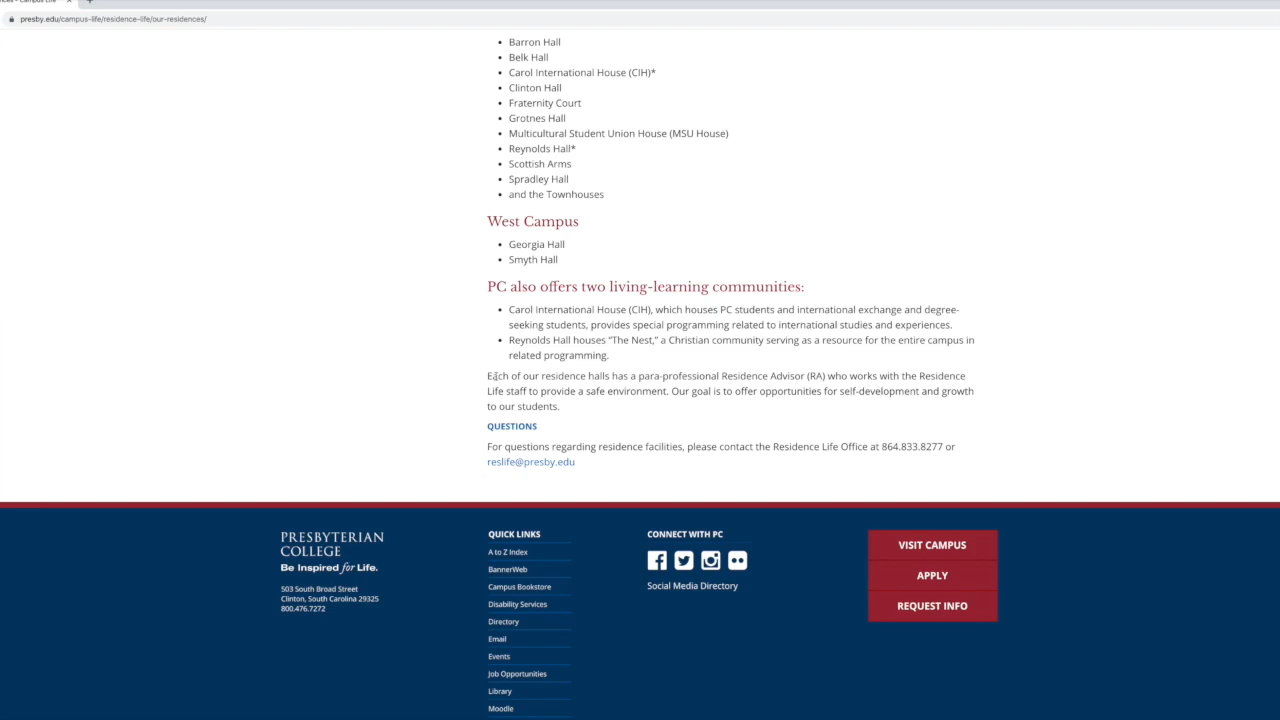 presby.edu/campus-life/residence-life/our-residences/
Barron Hall
Belk Hall
Carol International House (CIH)*
Clinton Hall
Fraternity Court
Grotnes Hall
Multicultural Student Union House (MSU House)
Reynolds Hall*
Scottish Arms
Spradley Hall
and the Townhouses
West Campus
Georgia Hall
Smyth Hall
PC also offers two living-learning communities:
Carol International House (CIH), which houses PC students and international exchange and degree-
seeking students, provides special programming related to international studies and experiences.
Reynolds Hall houses “The Nest,” a Christian community serving as a resource for the entire campus in
related programming.
Each of our residence halls has a para-professional Residence Advisor (RA) who works with the Residence
Life staff to provide a safe environment. Our goal is to offer opportunities for self-development and growth
to our students.
QUESTIONS
For questions regarding residence facilities, please contact the Residence Life Office at 864.833.8277 or
reslife@presby.edu
PRESBYTERIAN
COLLEGE
Be Inspired for Life.
503 South Broad Street
Clinton, South Carolina 29325
800.476.7272
QUICK LINKS
A to Z Index
BannerWeb
Campus Bookstore
Disability Services
Directory
Email
Events
Job Opportunities
Library
Moodle
CONNECT WITH PC
Social Media Directory
VISIT CAMPUS
APPLY
REQUEST INFO